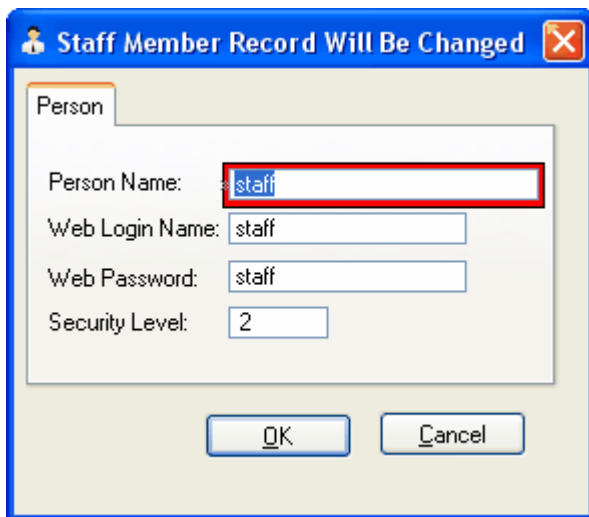 Staff Member Record Will Be Changed
Person
Person Name: staff
Web Login Name: staff
Web Password: staff
Security Level: 2
OK Cancel